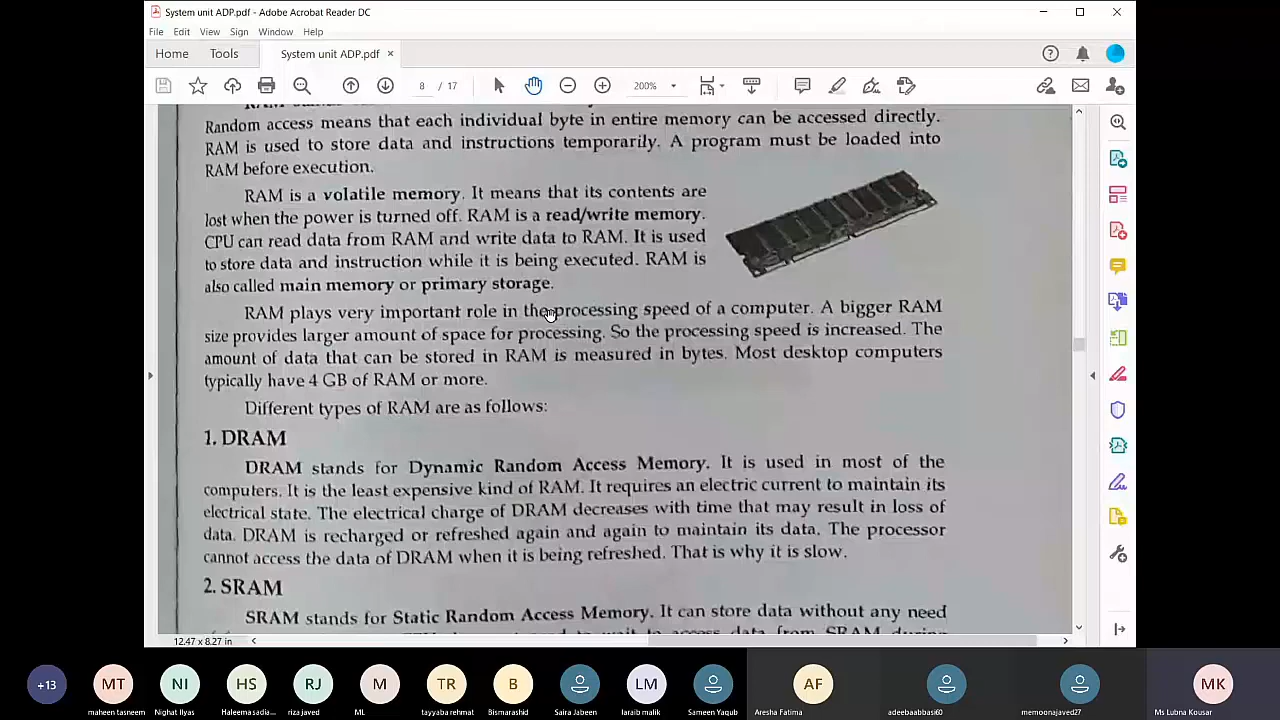 System unit ADP.pdf - Adobe Acrobat Reader DC
File Edit View Sign Window Help
Home Tools System unit ADP.pdf ×
8 / 17 200%
Random access means that each individual byte in entire memory can be accessed directly.
RAM is used to store data and instructions temporarily. A program must be loaded into
RAM before execution.
RAM is a volatile memory. It means that its contents are
lost when the power is turned off. RAM is a read/write memory.
CPU can read data from RAM and write data to RAM. It is used
to store data and instruction while it is being executed. RAM is
also called main memory or primary storage.
RAM plays very important role in the processing speed of a computer. A bigger RAM
size provides larger amount of space for processing. So the processing speed is increased. The
amount of data that can be stored in RAM is measured in bytes. Most desktop computers
typically have 4 GB of RAM or more.
Different types of RAM are as follows:
1. DRAM
DRAM stands for Dynamic Random Access Memory. It is used in most of the
computers. It is the least expensive kind of RAM. It requires an electric current to maintain its
electrical state. The electrical charge of DRAM decreases with time that may result in loss of
data. DRAM is recharged or refreshed again and again to maintain its data. The processor
cannot access the data of DRAM when it is being refreshed. That is why it is slow.
2. SRAM
SRAM stands for Static Random Access Memory. It can store data without any need
data from SRAM during
12.47 x 8.27 in
+13 MT NI HS RJ M TR B LM AF MK
maheen tasneem Nighat Ilyas Haleema sadia... riza javed ML tayyaba rehmat Bismarashid Saira Jabeen laraib malik Sameen Yaqub Aresha Fatima adeebaabbasi60 memoonajaved27 Ms Lubna Kousar